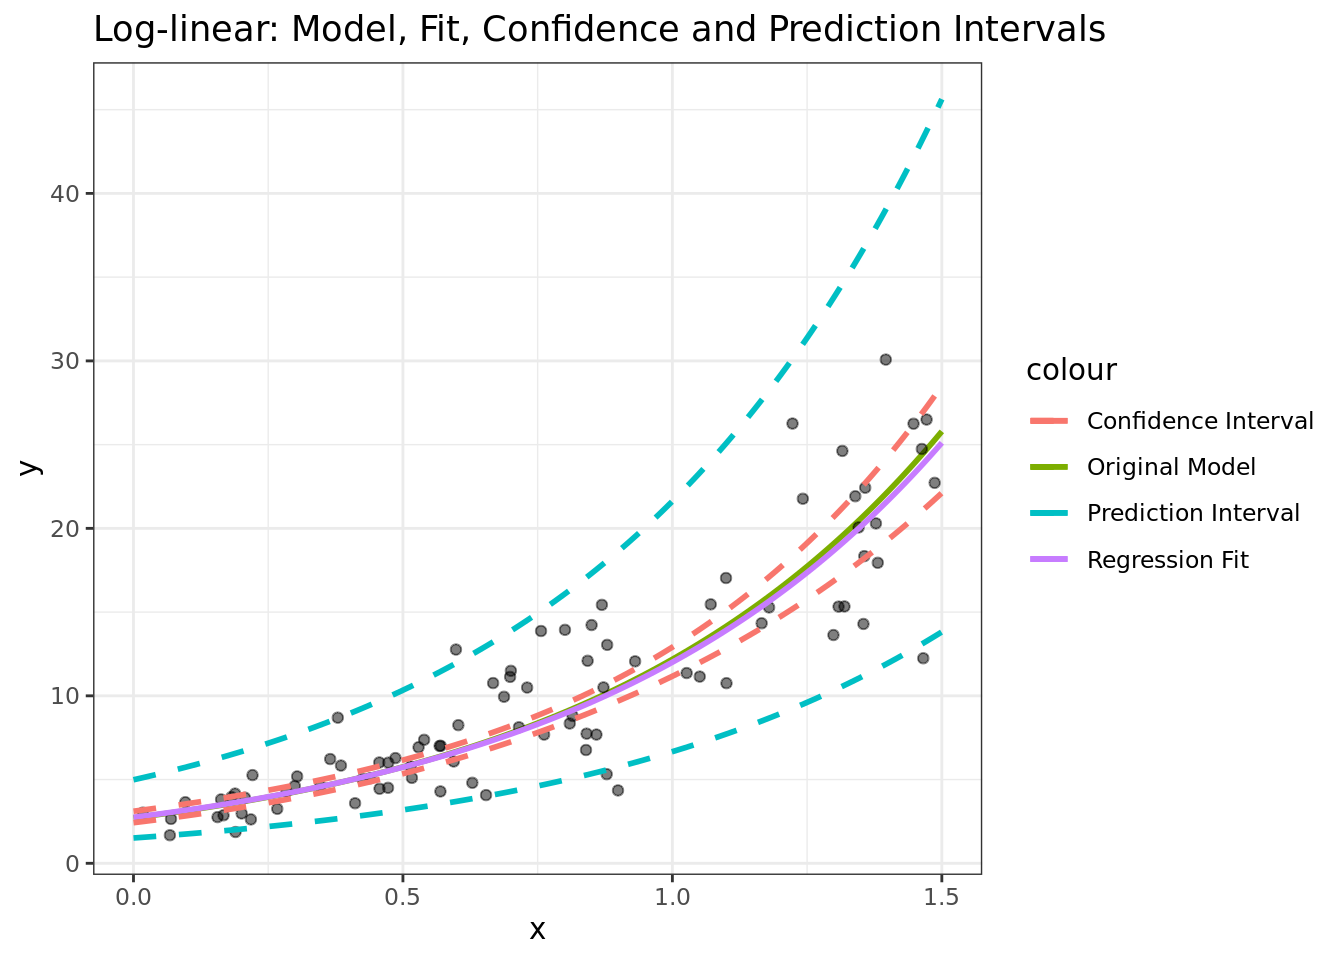 Log-linear: Model, Fit, Confidence and Prediction Intervals
y
40
30
20
10
0
0.0 0.5 1.0 1.5
x
colour
Confidence Interval
Original Model
Prediction Interval
Regression Fit